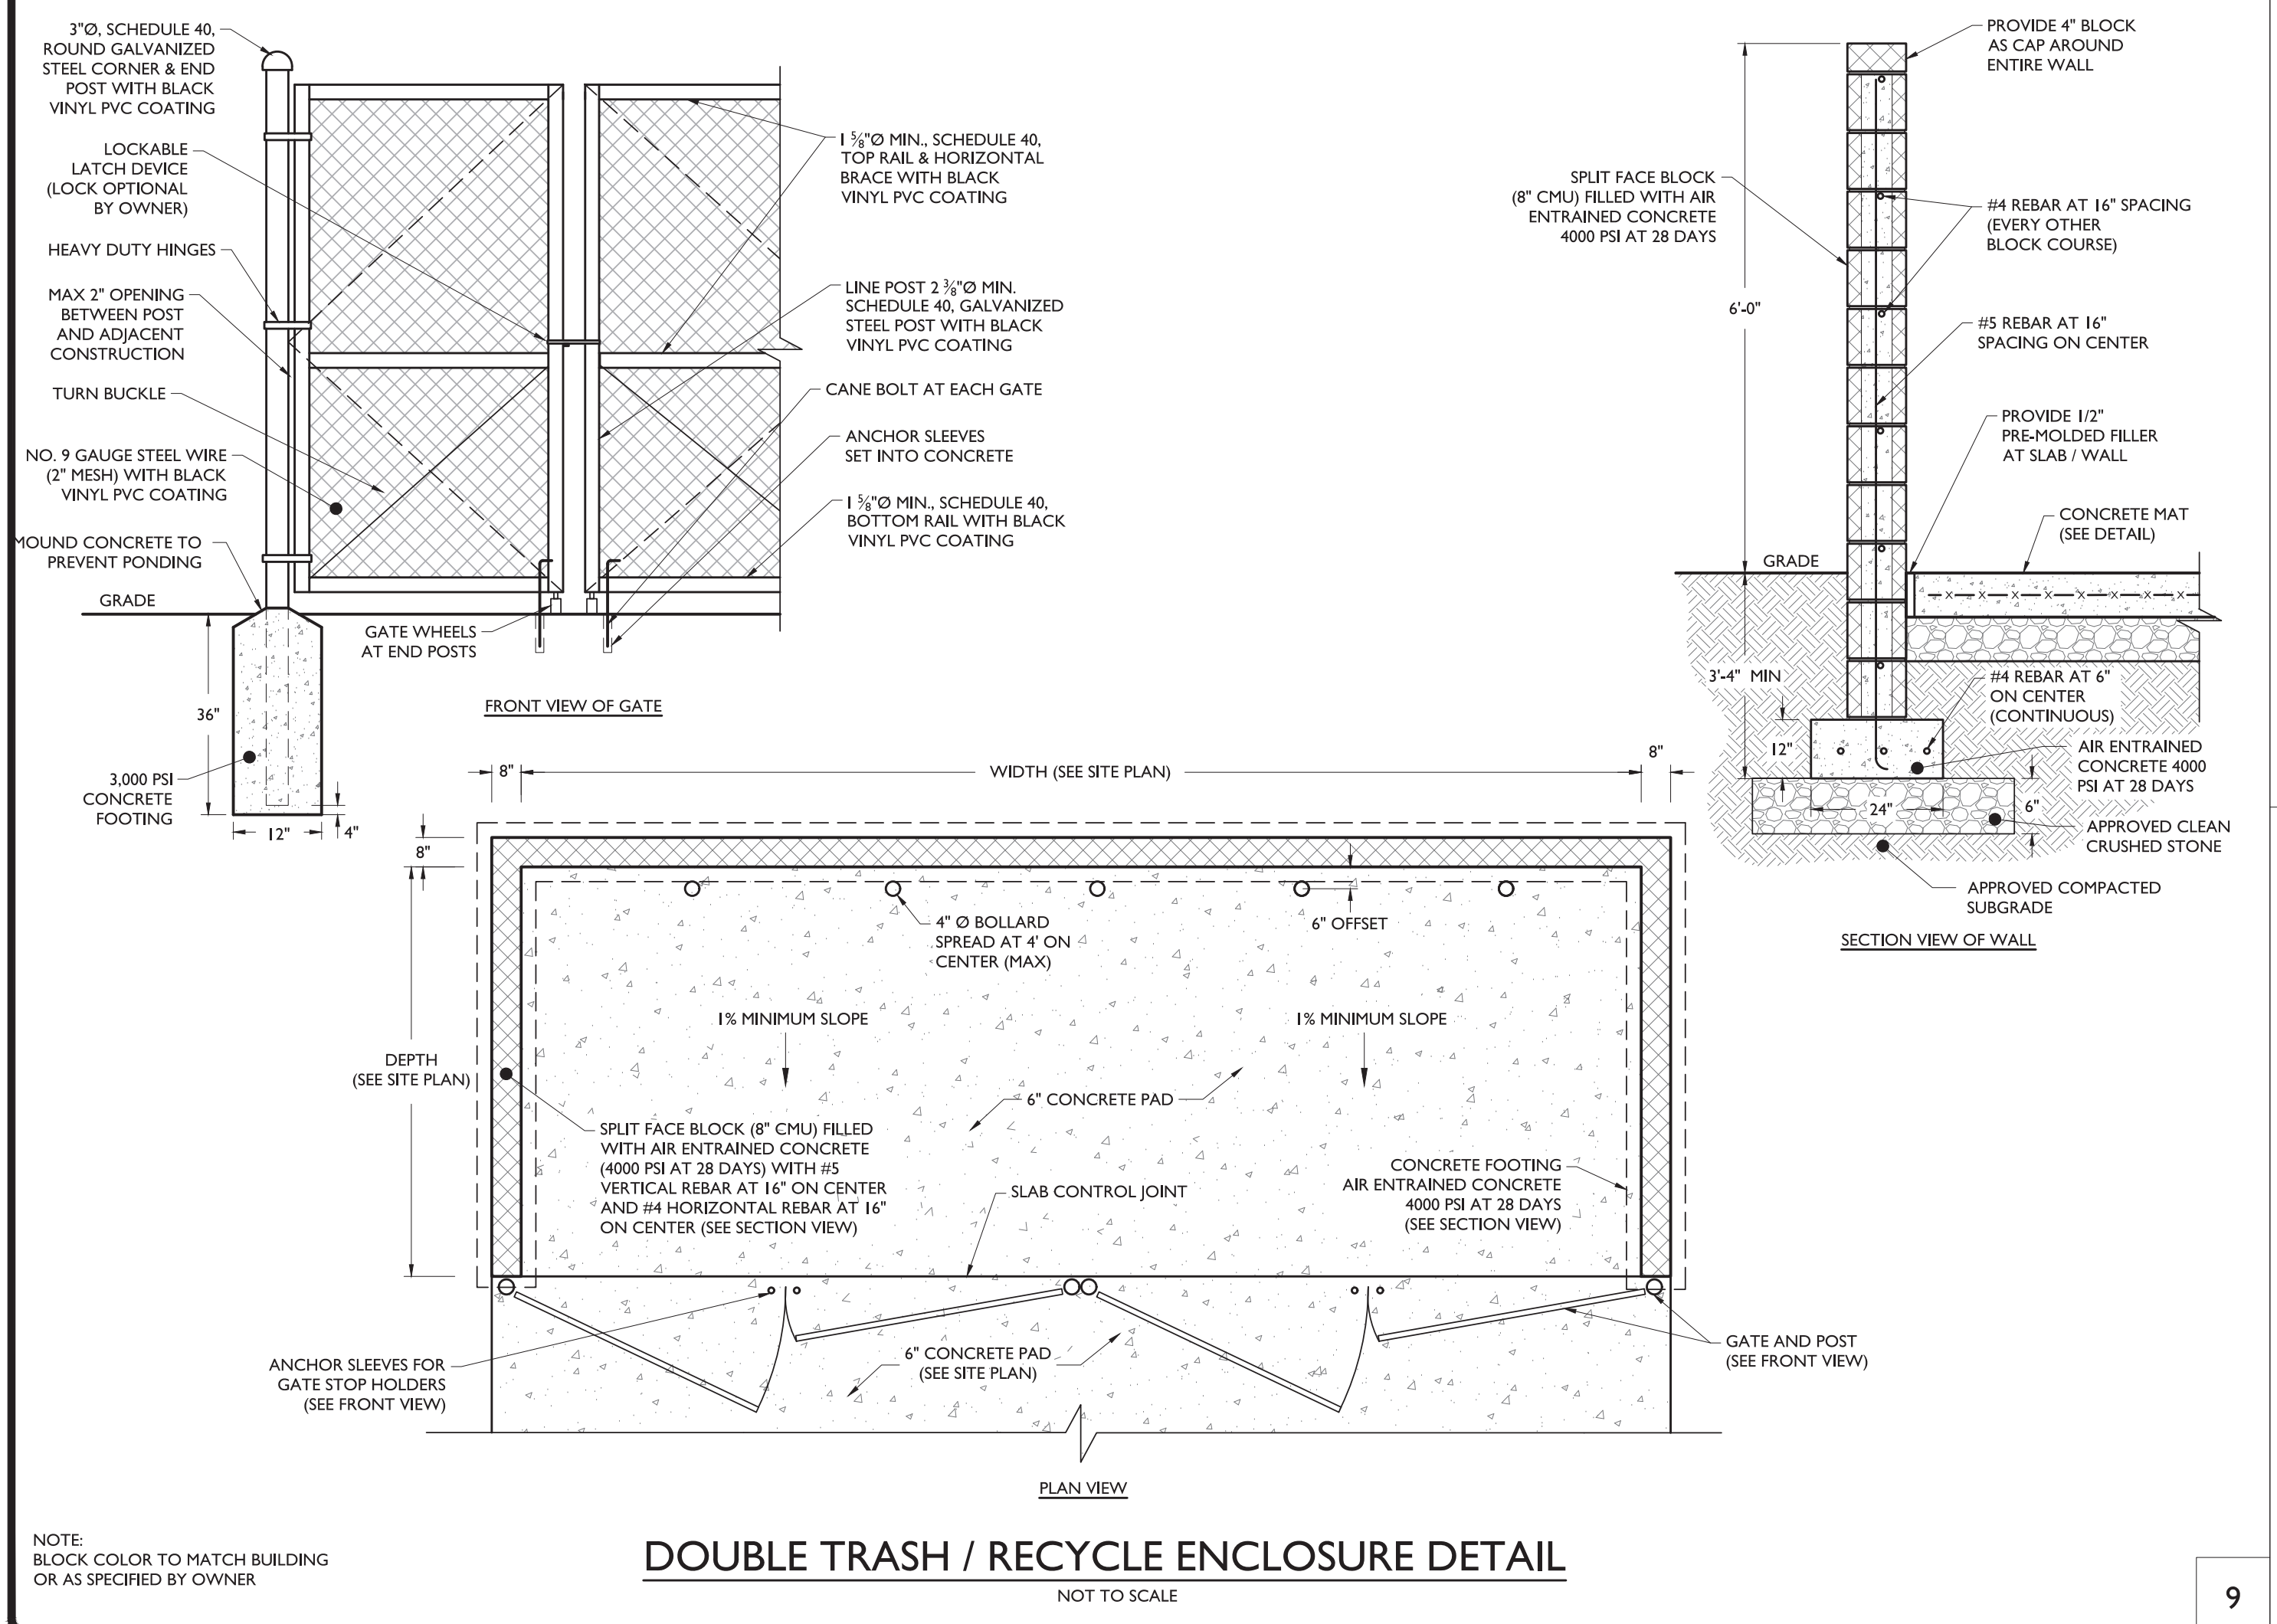 3"Ø, SCHEDULE 40,
ROUND GALVANIZED
STEEL CORNER & END
POST WITH BLACK
VINYL PVC COATING
LOCKABLE
LATCH DEVICE
(LOCK OPTIONAL
BY OWNER)
HEAVY DUTY HINGES
MAX 2" OPENING
BETWEEN POST
AND ADJACENT
CONSTRUCTION
TURN BUCKLE
NO. 9 GAUGE STEEL WIRE
(2" MESH) WITH BLACK
VINYL PVC COATING
MOUND CONCRETE TO
PREVENT PONDING
GRADE
36"
3,000 PSI
CONCRETE
FOOTING
12"
4"
1 ⅝"Ø MIN., SCHEDULE 40,
TOP RAIL & HORIZONTAL
BRACE WITH BLACK
VINYL PVC COATING
LINE POST 2 ⅜"Ø MIN.
SCHEDULE 40, GALVANIZED
STEEL POST WITH BLACK
VINYL PVC COATING
CANE BOLT AT EACH GATE
ANCHOR SLEEVES
SET INTO CONCRETE
1 ⅝"Ø MIN., SCHEDULE 40,
BOTTOM RAIL WITH BLACK
VINYL PVC COATING
GATE WHEELS
AT END POSTS
FRONT VIEW OF GATE
PROVIDE 4" BLOCK
AS CAP AROUND
ENTIRE WALL
SPLIT FACE BLOCK
(8" CMU) FILLED WITH AIR
ENTRAINED CONCRETE
4000 PSI AT 28 DAYS
#4 REBAR AT 16" SPACING
(EVERY OTHER
BLOCK COURSE)
6'-0"
#5 REBAR AT 16"
SPACING ON CENTER
PROVIDE 1/2"
PRE-MOLDED FILLER
AT SLAB / WALL
CONCRETE MAT
(SEE DETAIL)
GRADE
x x x x x x x x
3'-4" MIN
#4 REBAR AT 6"
ON CENTER
(CONTINUOUS)
12"
AIR ENTRAINED
CONCRETE 4000
PSI AT 28 DAYS
24"
6"
APPROVED CLEAN
CRUSHED STONE
APPROVED COMPACTED
SUBGRADE
SECTION VIEW OF WALL
8"
WIDTH (SEE SITE PLAN)
8"
8"
4" Ø BOLLARD
SPREAD AT 4' ON
CENTER (MAX)
6" OFFSET
1% MINIMUM SLOPE
1% MINIMUM SLOPE
DEPTH
(SEE SITE PLAN)
6" CONCRETE PAD
SPLIT FACE BLOCK (8" CMU) FILLED
WITH AIR ENTRAINED CONCRETE
(4000 PSI AT 28 DAYS) WITH #5
VERTICAL REBAR AT 16" ON CENTER
AND #4 HORIZONTAL REBAR AT 16"
ON CENTER (SEE SECTION VIEW)
SLAB CONTROL JOINT
CONCRETE FOOTING
AIR ENTRAINED CONCRETE
4000 PSI AT 28 DAYS
(SEE SECTION VIEW)
ANCHOR SLEEVES FOR
GATE STOP HOLDERS
(SEE FRONT VIEW)
6" CONCRETE PAD
(SEE SITE PLAN)
GATE AND POST
(SEE FRONT VIEW)
PLAN VIEW
NOTE:
BLOCK COLOR TO MATCH BUILDING
OR AS SPECIFIED BY OWNER
DOUBLE TRASH / RECYCLE ENCLOSURE DETAIL
NOT TO SCALE
9